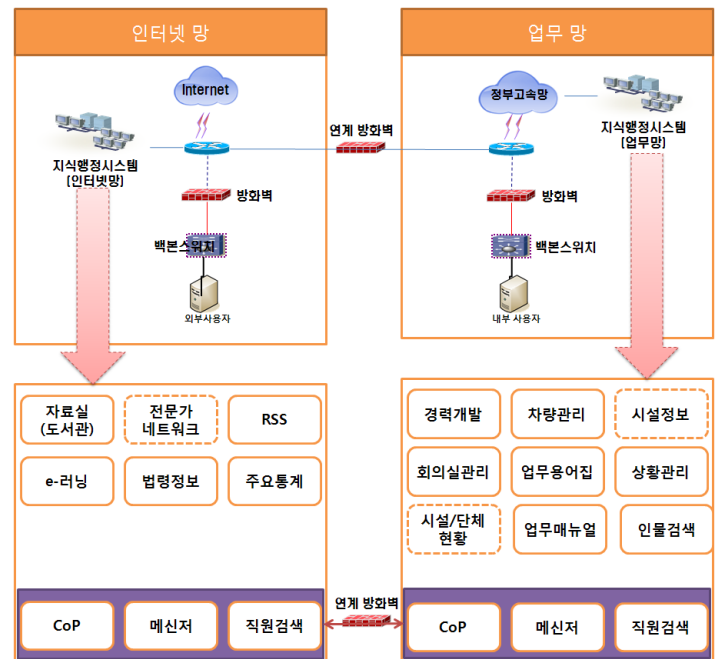 인터넷 망
업무 망
Internet
정부고속망
지식행정시스템
[인터넷망]
연계 방화벽
지식행정시스템
[업무망]
방화벽
방화벽
백본스위치
백본스위치
외부사용자
내부 사용자
자료실
(도서관)
전문가
네트워크
RSS
e-러닝
법령정보
주요통계
경력개발
차량관리
시설정보
회의실관리
업무용어집
상황관리
시설/단체
현황
업무매뉴얼
인물검색
CoP
메신저
직원검색
연계 방화벽
CoP
메신저
직원검색